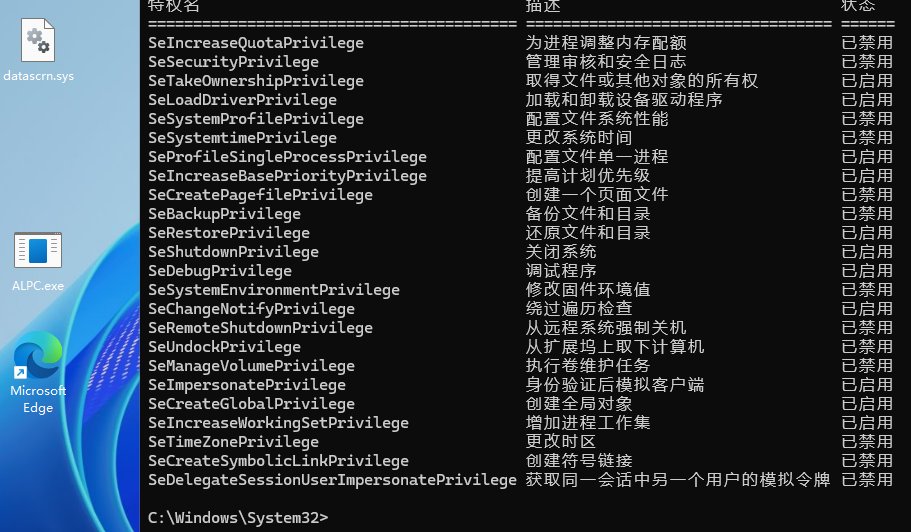 datascrn.sys
ALPC.exe
Microsoft
Edge
特权名 描述 状态
======================================== ================================== ======
SeIncreaseQuotaPrivilege 为进程调整内存配额 已禁用
SeSecurityPrivilege 管理审核和安全日志 已禁用
SeTakeOwnershipPrivilege 取得文件或其他对象的所有权 已启用
SeLoadDriverPrivilege 加载和卸载设备驱动程序 已启用
SeSystemProfilePrivilege 配置文件系统性能 已禁用
SeSystemtimePrivilege 更改系统时间 已禁用
SeProfileSingleProcessPrivilege 配置文件单一进程 已启用
SeIncreaseBasePriorityPrivilege 提高计划优先级 已启用
SeCreatePagefilePrivilege 创建一个页面文件 已禁用
SeBackupPrivilege 备份文件和目录 已禁用
SeRestorePrivilege 还原文件和目录 已启用
SeShutdownPrivilege 关闭系统 已启用
SeDebugPrivilege 调试程序 已启用
SeSystemEnvironmentPrivilege 修改固件环境值 已禁用
SeChangeNotifyPrivilege 绕过遍历检查 已启用
SeRemoteShutdownPrivilege 从远程系统强制关机 已禁用
SeUndockPrivilege 从扩展坞上取下计算机 已禁用
SeManageVolumePrivilege 执行卷维护任务 已禁用
SeImpersonatePrivilege 身份验证后模拟客户端 已启用
SeCreateGlobalPrivilege 创建全局对象 已启用
SeIncreaseWorkingSetPrivilege 增加进程工作集 已启用
SeTimeZonePrivilege 更改时区 已禁用
SeCreateSymbolicLinkPrivilege 创建符号链接 已禁用
SeDelegateSessionUserImpersonatePrivilege 获取同一会话中另一个用户的模拟令牌 已禁用
C:\Windows\System32>